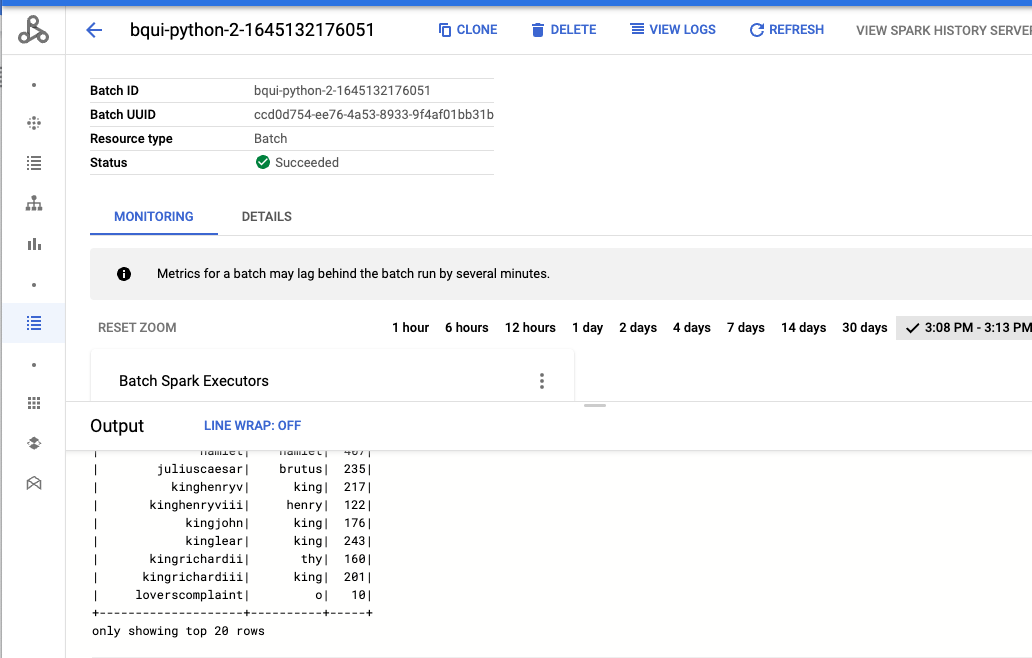 bqui-python-2-1645132176051 CLONE DELETE VIEW LOGS REFRESH VIEW SPARK HISTORY SERVER
Batch ID bqui-python-2-1645132176051
Batch UUID ccd0d754-ee76-4a53-8933-9f4af01bb31b
Resource type Batch
Status Succeeded
MONITORING DETAILS
Metrics for a batch may lag behind the batch run by several minutes.
RESET ZOOM 1 hour 6 hours 12 hours 1 day 2 days 4 days 7 days 14 days 30 days 3:08 PM - 3:13 PM
Batch Spark Executors
Output LINE WRAP: OFF
| hamlet| hamlet| 407|
| juliuscaesar| brutus| 235|
| kinghenryv| king| 217|
| kinghenryviii| henry| 122|
| kingjohn| king| 176|
| kinglear| king| 243|
| kingrichardii| thy| 160|
| kingrichardiii| king| 201|
| loverscomplaint| o| 10|
+--------------------+----------+-----+
only showing top 20 rows